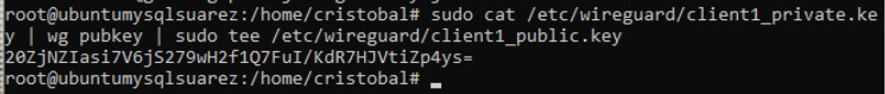 root@ubuntumysqlsuarez:/home/cristobal# sudo cat /etc/wireguard/client1_private.ke
y | wg pubkey | sudo tee /etc/wireguard/client1_public.key
20ZjNZIasi7V6jS279wH2f1Q7FuI/KdR7HJVtiZp4ys=
root@ubuntumysqlsuarez:/home/cristobal#